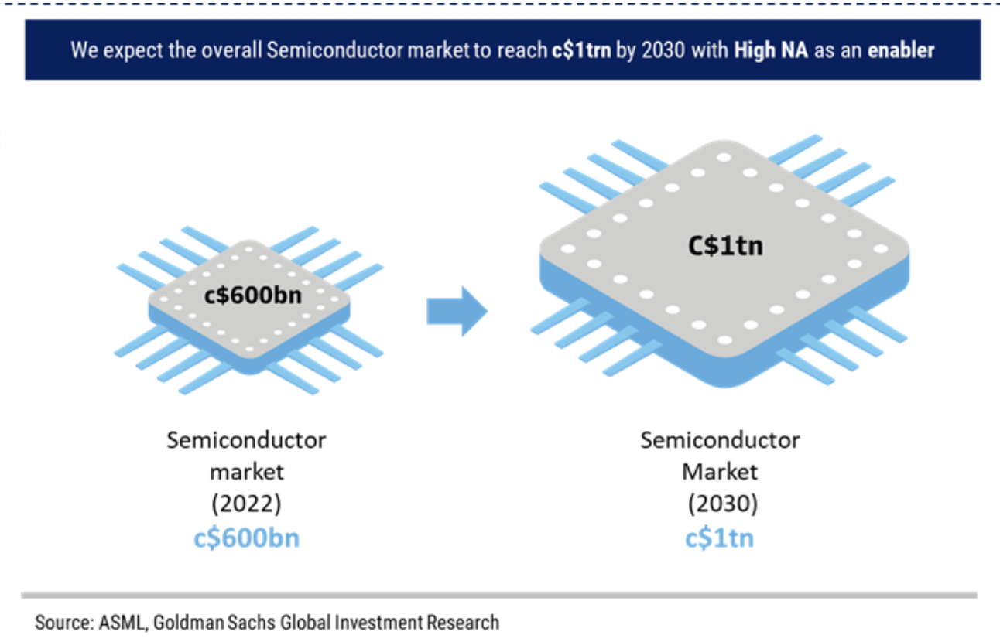 We expect the overall Semiconductor market to reach c$1trn by 2030 with High NA as an enabler
c$600bn
C$1tn
Semiconductor
market
(2022)
c$600bn
Semiconductor
Market
(2030)
c$1tn
Source: ASML, Goldman Sachs Global Investment Research